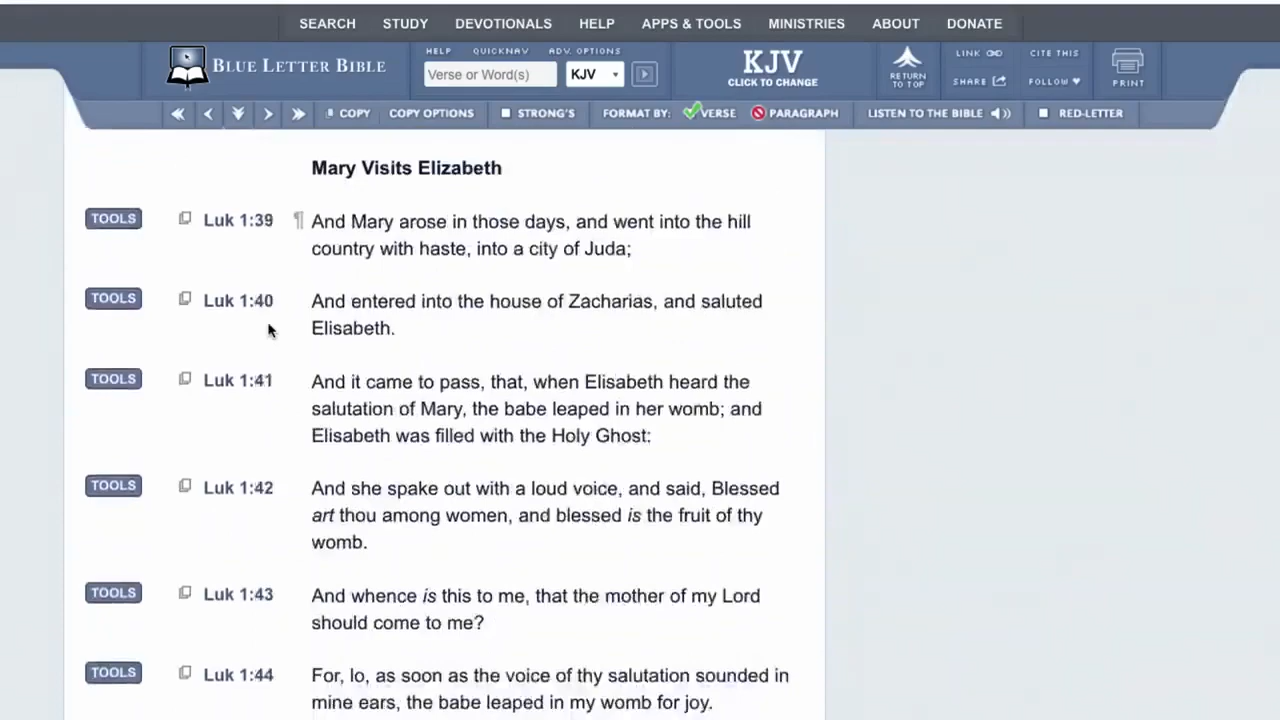 SEARCH STUDY DEVOTIONALS HELP APPS & TOOLS MINISTRIES ABOUT DONATE
HELP QUICKNAV ADV. OPTIONS
BLUE LETTER BIBLE
Verse or Word(s) KJV
KJV
CLICK TO CHANGE
RETURN
TO TOP
LINK CITE THIS
SHARE FOLLOW
PRINT
COPY COPY OPTIONS STRONG'S FORMAT BY: VERSE PARAGRAPH LISTEN TO THE BIBLE RED-LETTER
Mary Visits Elizabeth
TOOLS Luk 1:39 ¶ And Mary arose in those days, and went into the hill
country with haste, into a city of Juda;
TOOLS Luk 1:40 And entered into the house of Zacharias, and saluted
Elisabeth.
TOOLS Luk 1:41 And it came to pass, that, when Elisabeth heard the
salutation of Mary, the babe leaped in her womb; and
Elisabeth was filled with the Holy Ghost:
TOOLS Luk 1:42 And she spake out with a loud voice, and said, Blessed
art thou among women, and blessed is the fruit of thy
womb.
TOOLS Luk 1:43 And whence is this to me, that the mother of my Lord
should come to me?
TOOLS Luk 1:44 For, lo, as soon as the voice of thy salutation sounded in
mine ears, the babe leaped in my womb for joy.